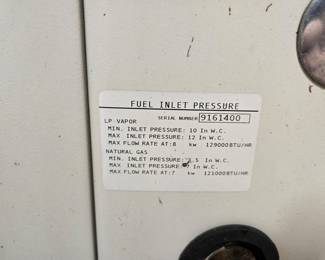 FUEL INLET PRESSURE
SERIAL NUMBER 9161400
LP VAPOR
MIN. INLET PRESSURE: 10 In W.C.
MAX INLET PRESSURE: 12 In W.C.
MAX FLOW RATE AT:8 kw 129000BTU/HR
NATURAL GAS
MIN. INLET PRESSURE: .5 In W.C.
MAX INLET PRESSURE: In W.C.
MAX FLOW RATE AT:7 kw 121000BTU/HR